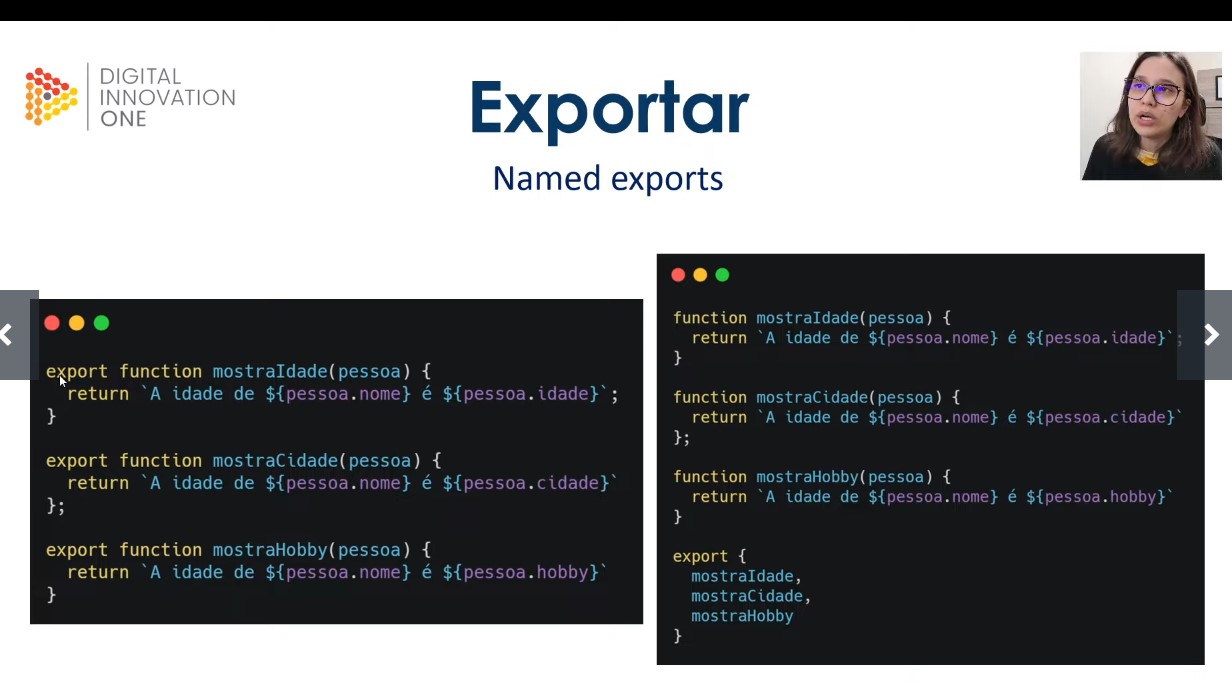 DIGITAL
INNOVATION
ONE
Exportar
Named exports
export function mostraIdade(pessoa) {
  return `A idade de ${pessoa.nome} é ${pessoa.idade}`;
}
export function mostraCidade(pessoa) {
  return `A idade de ${pessoa.nome} é ${pessoa.cidade}`
};
export function mostraHobby(pessoa) {
  return `A idade de ${pessoa.nome} é ${pessoa.hobby}`
}
function mostraIdade(pessoa) {
  return `A idade de ${pessoa.nome} é ${pessoa.idade}`;
}
function mostraCidade(pessoa) {
  return `A idade de ${pessoa.nome} é ${pessoa.cidade}`
};
function mostraHobby(pessoa) {
  return `A idade de ${pessoa.nome} é ${pessoa.hobby}`
}
export {
  mostraIdade,
  mostraCidade,
  mostraHobby
}